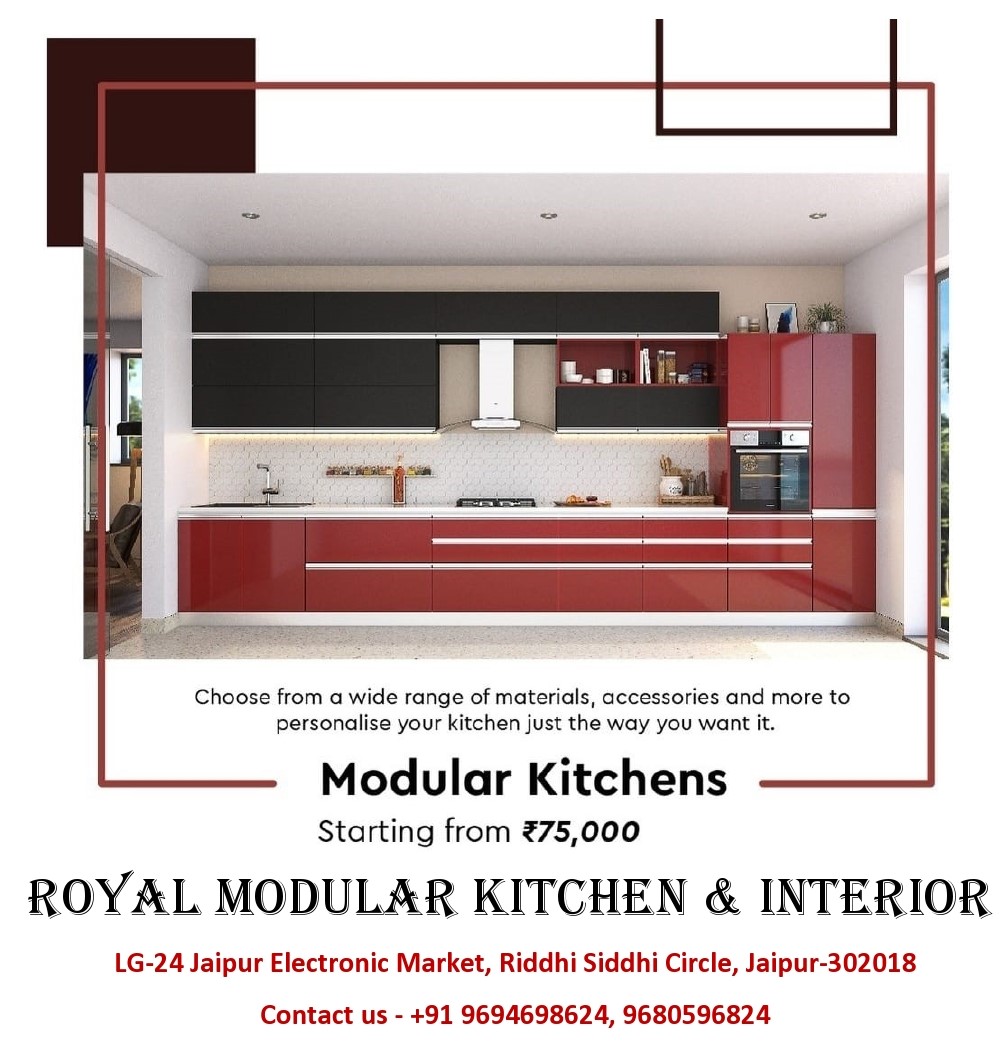 Choose from a wide range of materials, accessories and more to
personalise your kitchen just the way you want it.
Modular Kitchens
Starting from ₹75,000
ROYAL MODULAR KITCHEN & INTERIOR
LG-24 Jaipur Electronic Market, Riddhi Siddhi Circle, Jaipur-302018
Contact us - +91 9694698624, 9680596824